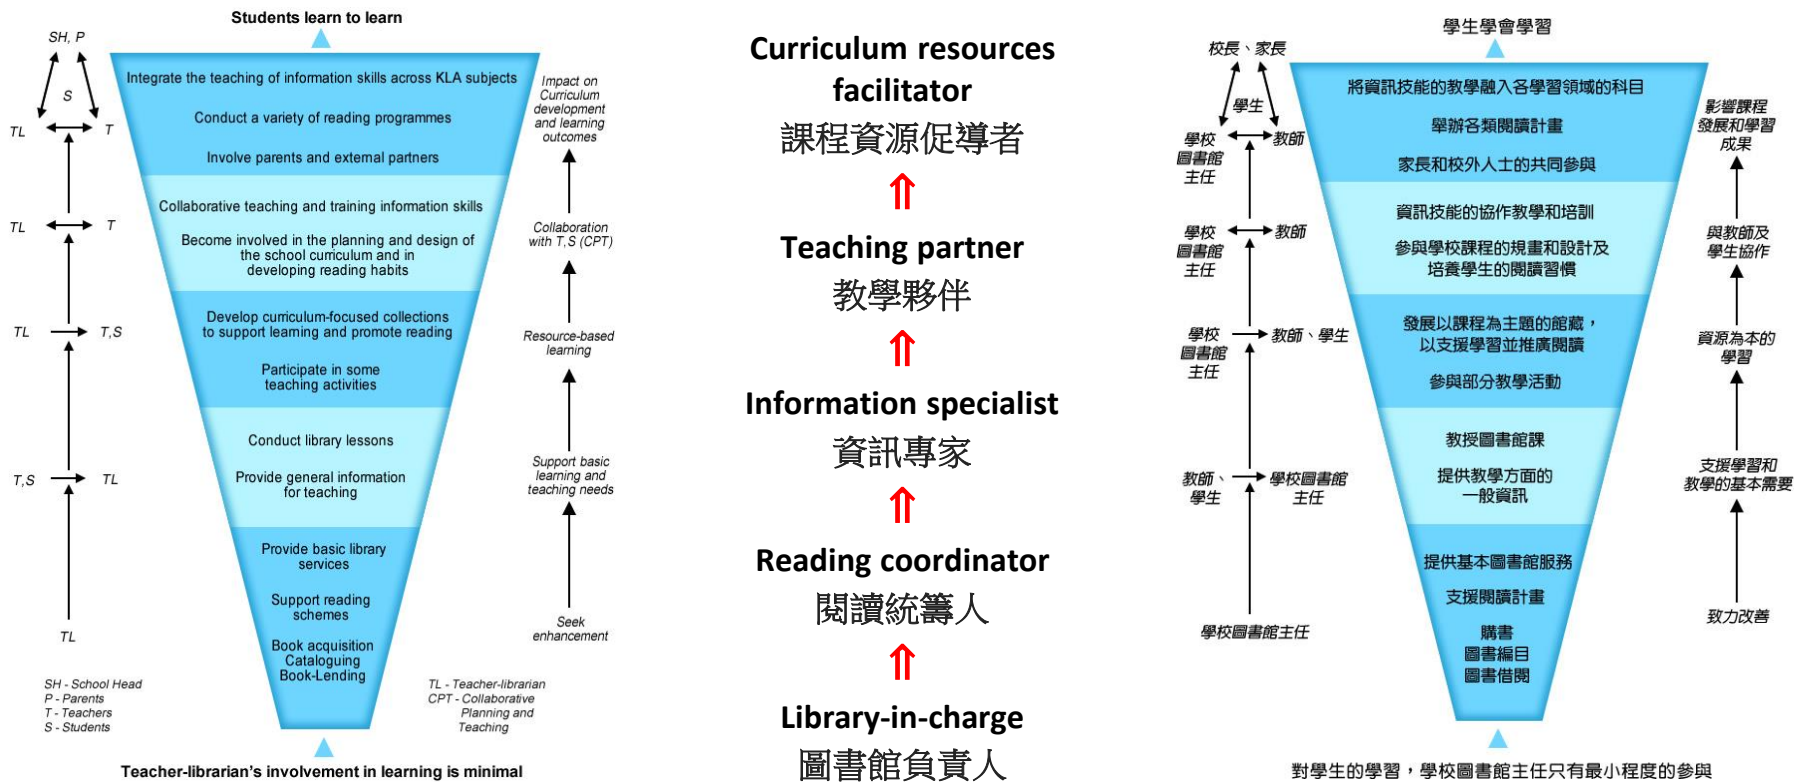 Students learn to learn
SH, P
S
TL
T
TL
T
TL
T,S
T,S
TL
TL
SH - School Head
P - Parents
T - Teachers
S - Students
Integrate the teaching of information skills across KLA subjects
Conduct a variety of reading programmes
Involve parents and external partners
Collaborative teaching and training information skills
Become involved in the planning and design of
the school curriculum and in
developing reading habits
Develop curriculum-focused collections
to support learning and promote reading
Participate in some
teaching activities
Conduct library lessons
Provide general information
for teaching
Provide basic library
services
Support reading
schemes
Book acquisition
Cataloguing
Book-Lending
Impact on
Curriculum
development
and learning
outcomes
Collaboration
with T,S (CPT)
Resource-based
learning
Support basic
learning and
teaching needs
Seek
enhancement
TL - Teacher-librarian
CPT - Collaborative
Planning and
Teaching
Teacher-librarian's involvement in learning is minimal
Curriculum resources
facilitator
課程資源促導者
⇑
Teaching partner
教學夥伴
⇑
Information specialist
資訊專家
⇑
Reading coordinator
閱讀統籌人
⇑
Library-in-charge
圖書館負責人
學生學會學習
校長、家長
學生
學校
圖書館
主任
教師
學校
圖書館
主任
教師
學校
圖書館
主任
教師、學生
教師、
學生
學校圖書館
主任
學校圖書館主任
將資訊技能的教學融入各學習領域的科目
舉辦各類閱讀計畫
家長和校外人士的共同參與
資訊技能的協作教學和培訓
參與學校課程的規畫和設計及
培養學生的閱讀習慣
發展以課程為主題的館藏，
以支援學習並推廣閱讀
參與部分教學活動
教授圖書館課
提供教學方面的
一般資訊
提供基本圖書館服務
支援閱讀計畫
購書
圖書編目
圖書借閱
影響課程
發展和學習
成果
與教師及
學生協作
資源為本的
學習
支援學習和
教學的基本需要
致力改善
對學生的學習，學校圖書館主任只有最小程度的參與